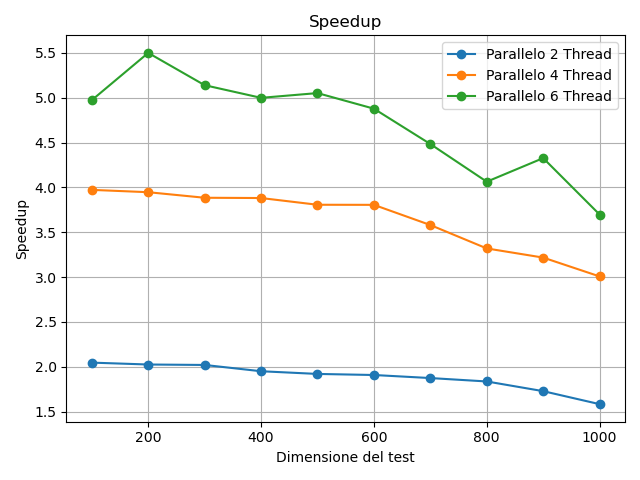 Speedup
Parallelo 2 Thread
Parallelo 4 Thread
Parallelo 6 Thread
Speedup
5.5
5.0
4.5
4.0
3.5
3.0
2.5
2.0
1.5
200 400 600 800 1000
Dimensione del test